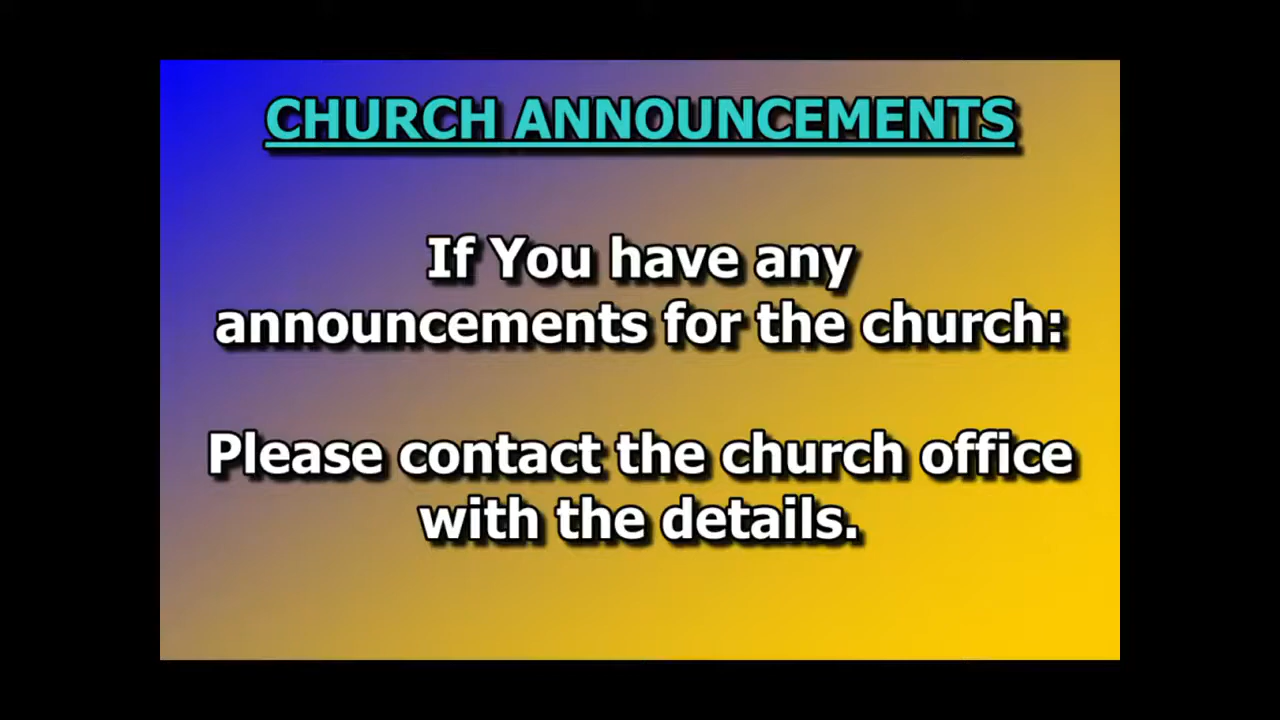 CHURCH ANNOUNCEMENTS
If You have any
announcements for the church:
Please contact the church office
with the details.